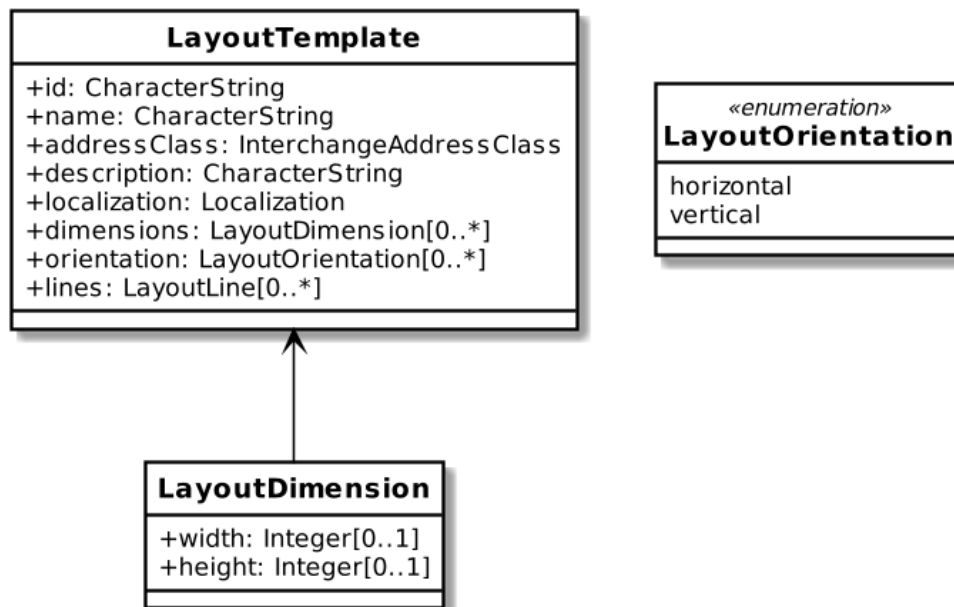 LayoutTemplate
+id: CharacterString
+name: CharacterString
+addressClass: InterchangeAddressClass
+description: CharacterString
+localization: Localization
+dimensions: LayoutDimension[0..*]
+orientation: LayoutOrientation[0..*]
+lines: LayoutLine[0..*]
«enumeration»
LayoutOrientation
horizontal
vertical
LayoutDimension
+width: Integer[0..1]
+height: Integer[0..1]